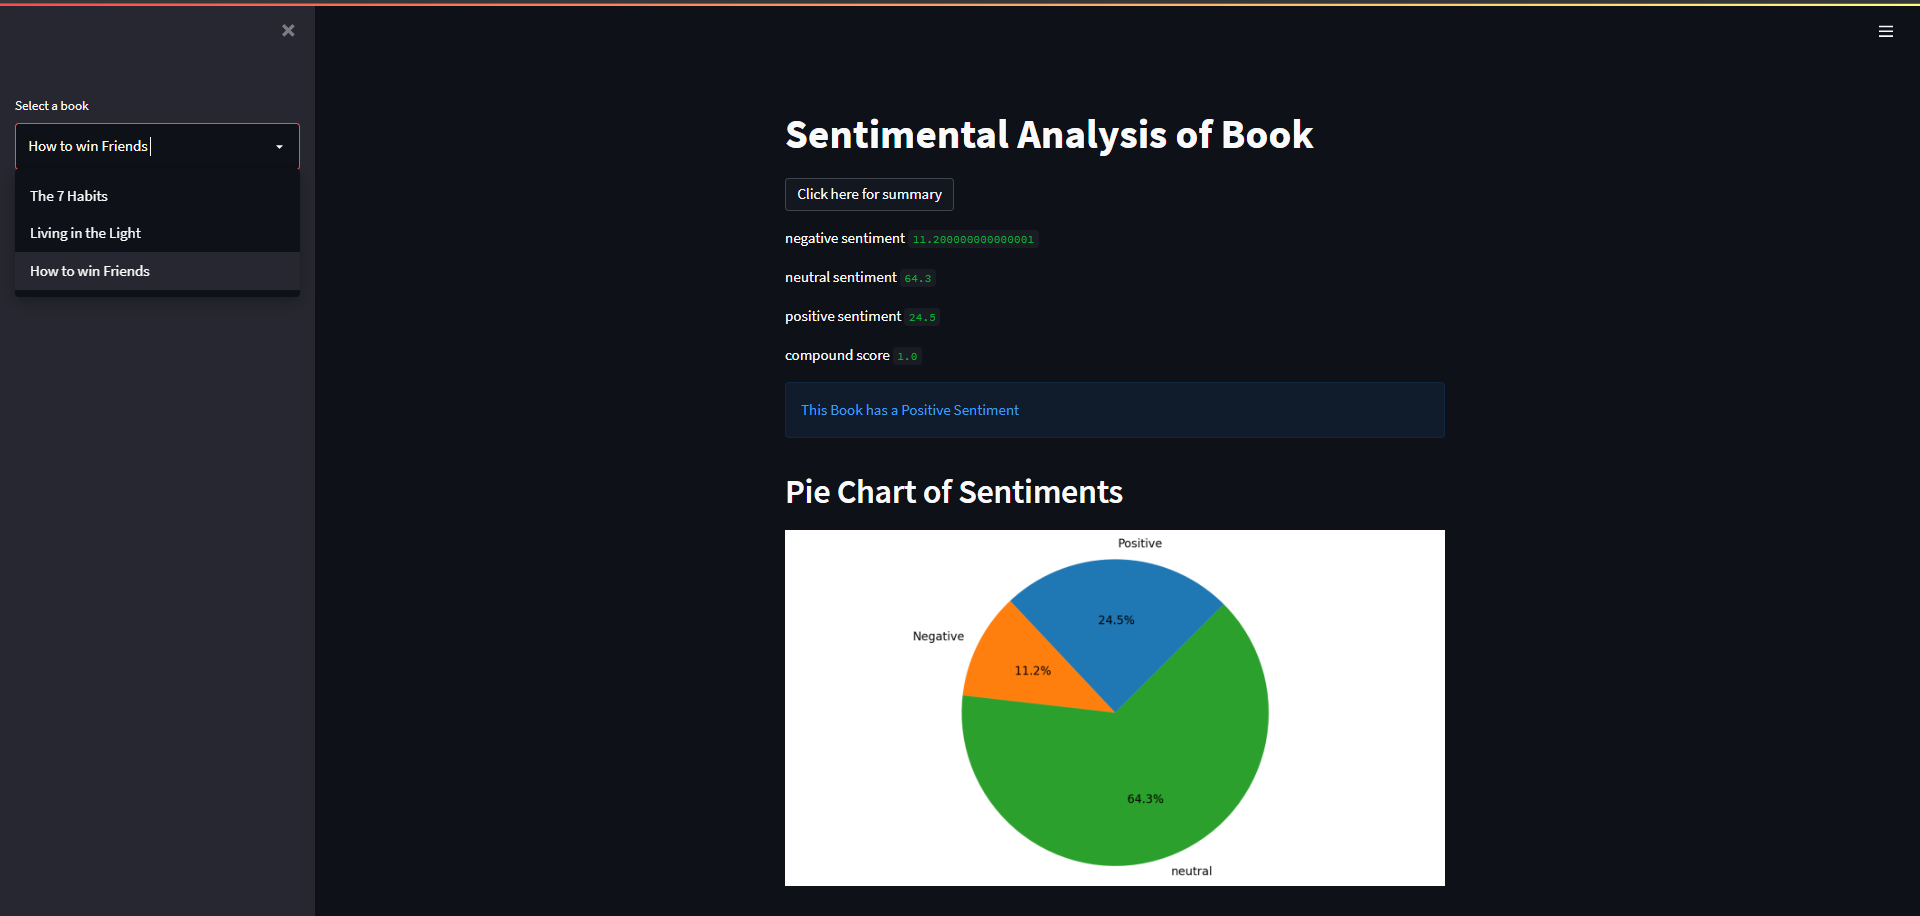 Select a book
How to win Friends
The 7 Habits
Living in the Light
How to win Friends
Sentimental Analysis of Book
Click here for summary
negative sentiment 11.200000000000001
neutral sentiment 64.3
positive sentiment 24.5
compound score 1.0
This Book has a Positive Sentiment
Pie Chart of Sentiments
Positive
24.5%
Negative
11.2%
64.3%
neutral